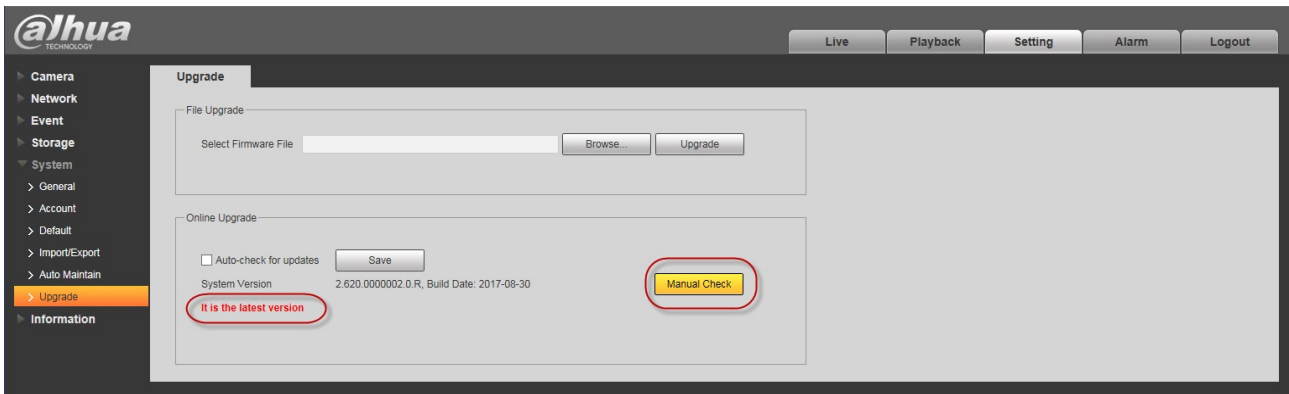 alhua
TECHNOLOGY
Live Playback Setting Alarm Logout
Camera
Network
Event
Storage
System
General
Account
Default
Import/Export
Auto Maintain
Upgrade
Information
Upgrade
File Upgrade
Select Firmware File Browse... Upgrade
Online Upgrade
Auto-check for updates Save
System Version 2.620.0000002.0.R, Build Date: 2017-08-30 Manual Check
It is the latest version